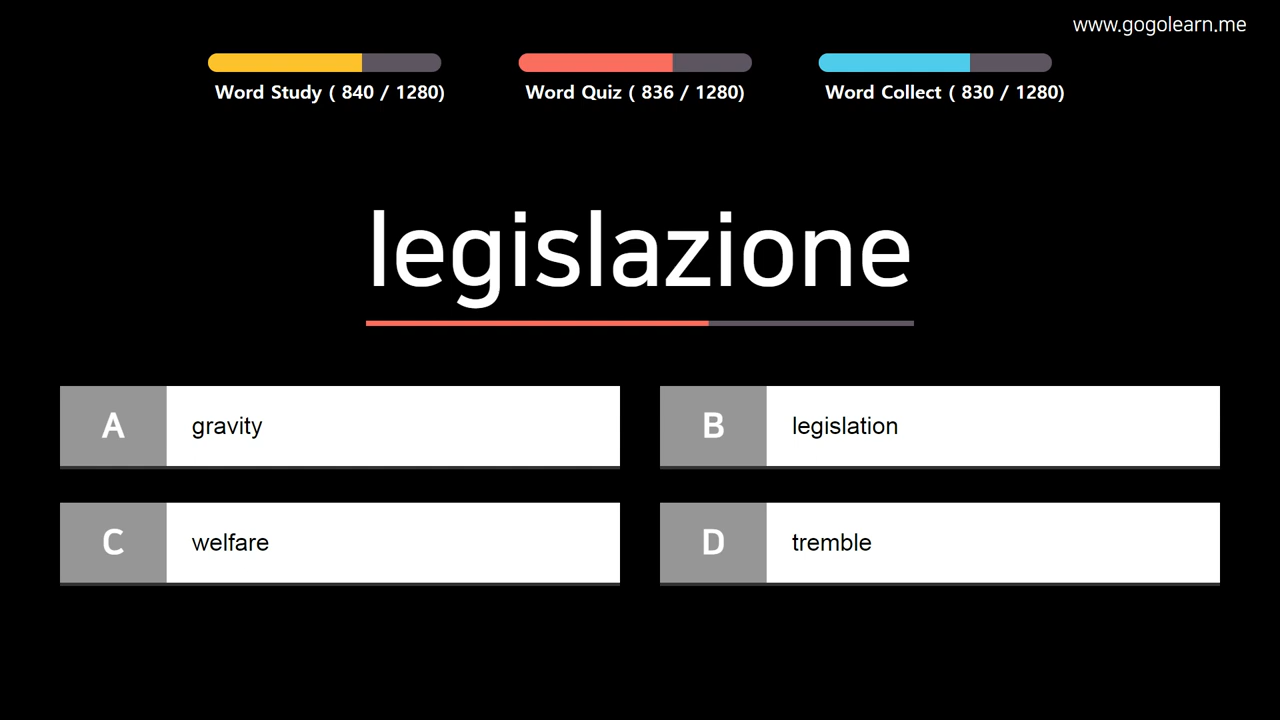 www.gogolearn.me
Word Study ( 840 / 1280)
Word Quiz ( 836 / 1280)
Word Collect ( 830 / 1280)
legislazione
A gravity
B legislation
C welfare
D tremble